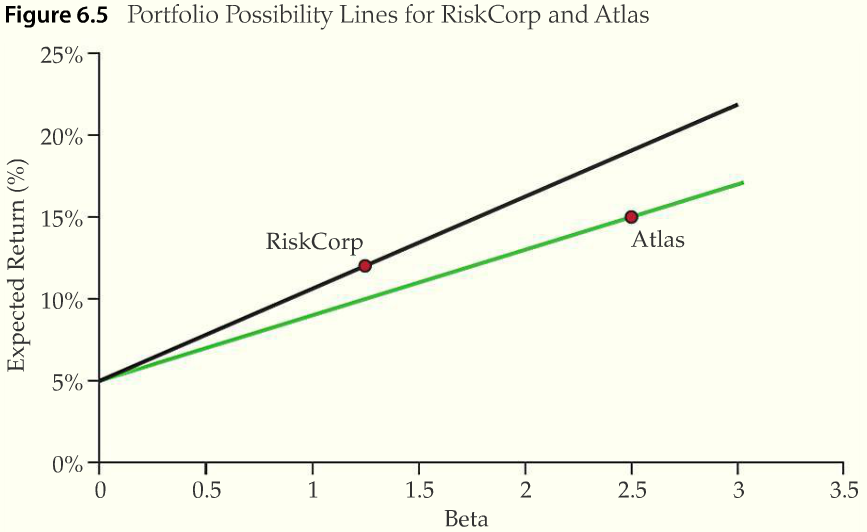 Figure 6.5 Portfolio Possibility Lines for RiskCorp and Atlas
25%
20%
15%
10%
5%
0%
Expected Return (%)
RiskCorp
Atlas
0 0.5 1 1.5 2 2.5 3 3.5
Beta